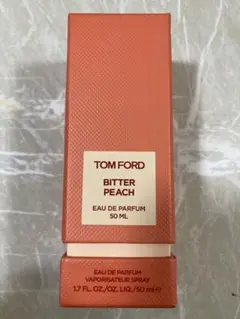 TOM FORD
BITTER
PEACH
EAU DE PARFUM
50 ML
EAU DE PARFUM
VAPORISATEUR SPRAY
1.7 FL. OZ./OZ. LIQ./50 ml e